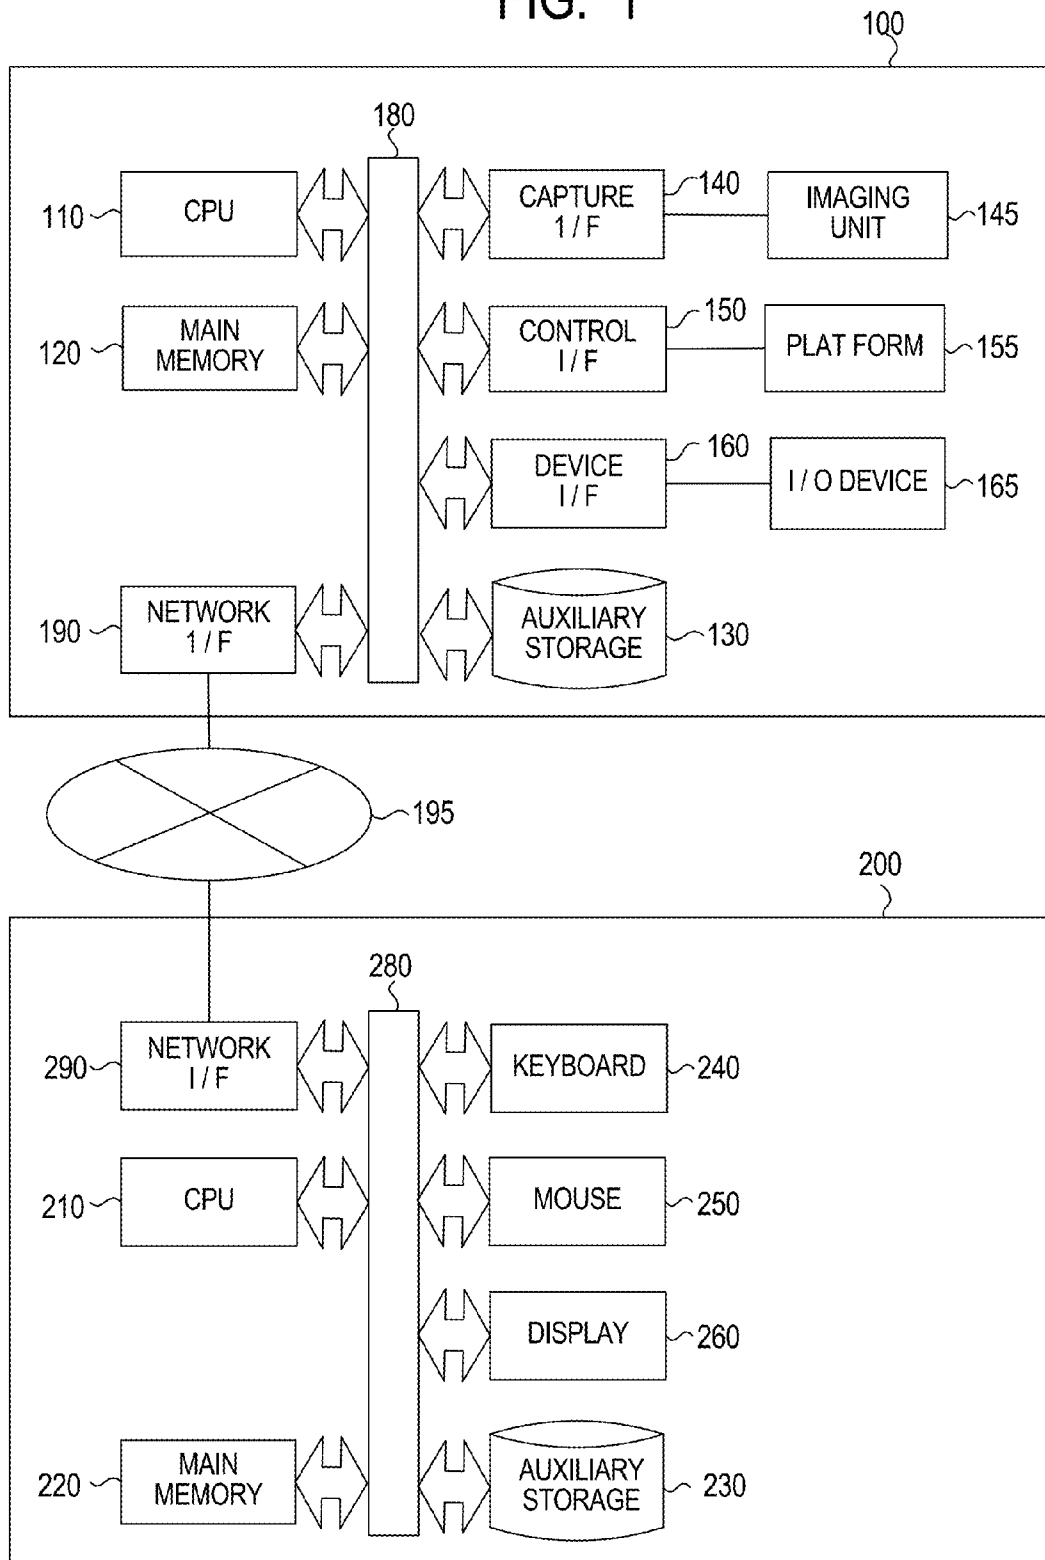 FIG. 1
100
180
CPU
110
CAPTURE
1 / F
140
IMAGING
UNIT
145
MAIN
MEMORY
120
CONTROL
I / F
150
PLAT FORM
155
DEVICE
I / F
160
I / O DEVICE
165
NETWORK
1 / F
190
AUXILIARY
STORAGE
130
195
200
280
NETWORK
I / F
290
KEYBOARD
240
CPU
210
MOUSE
250
DISPLAY
260
MAIN
MEMORY
220
AUXILIARY
STORAGE
230